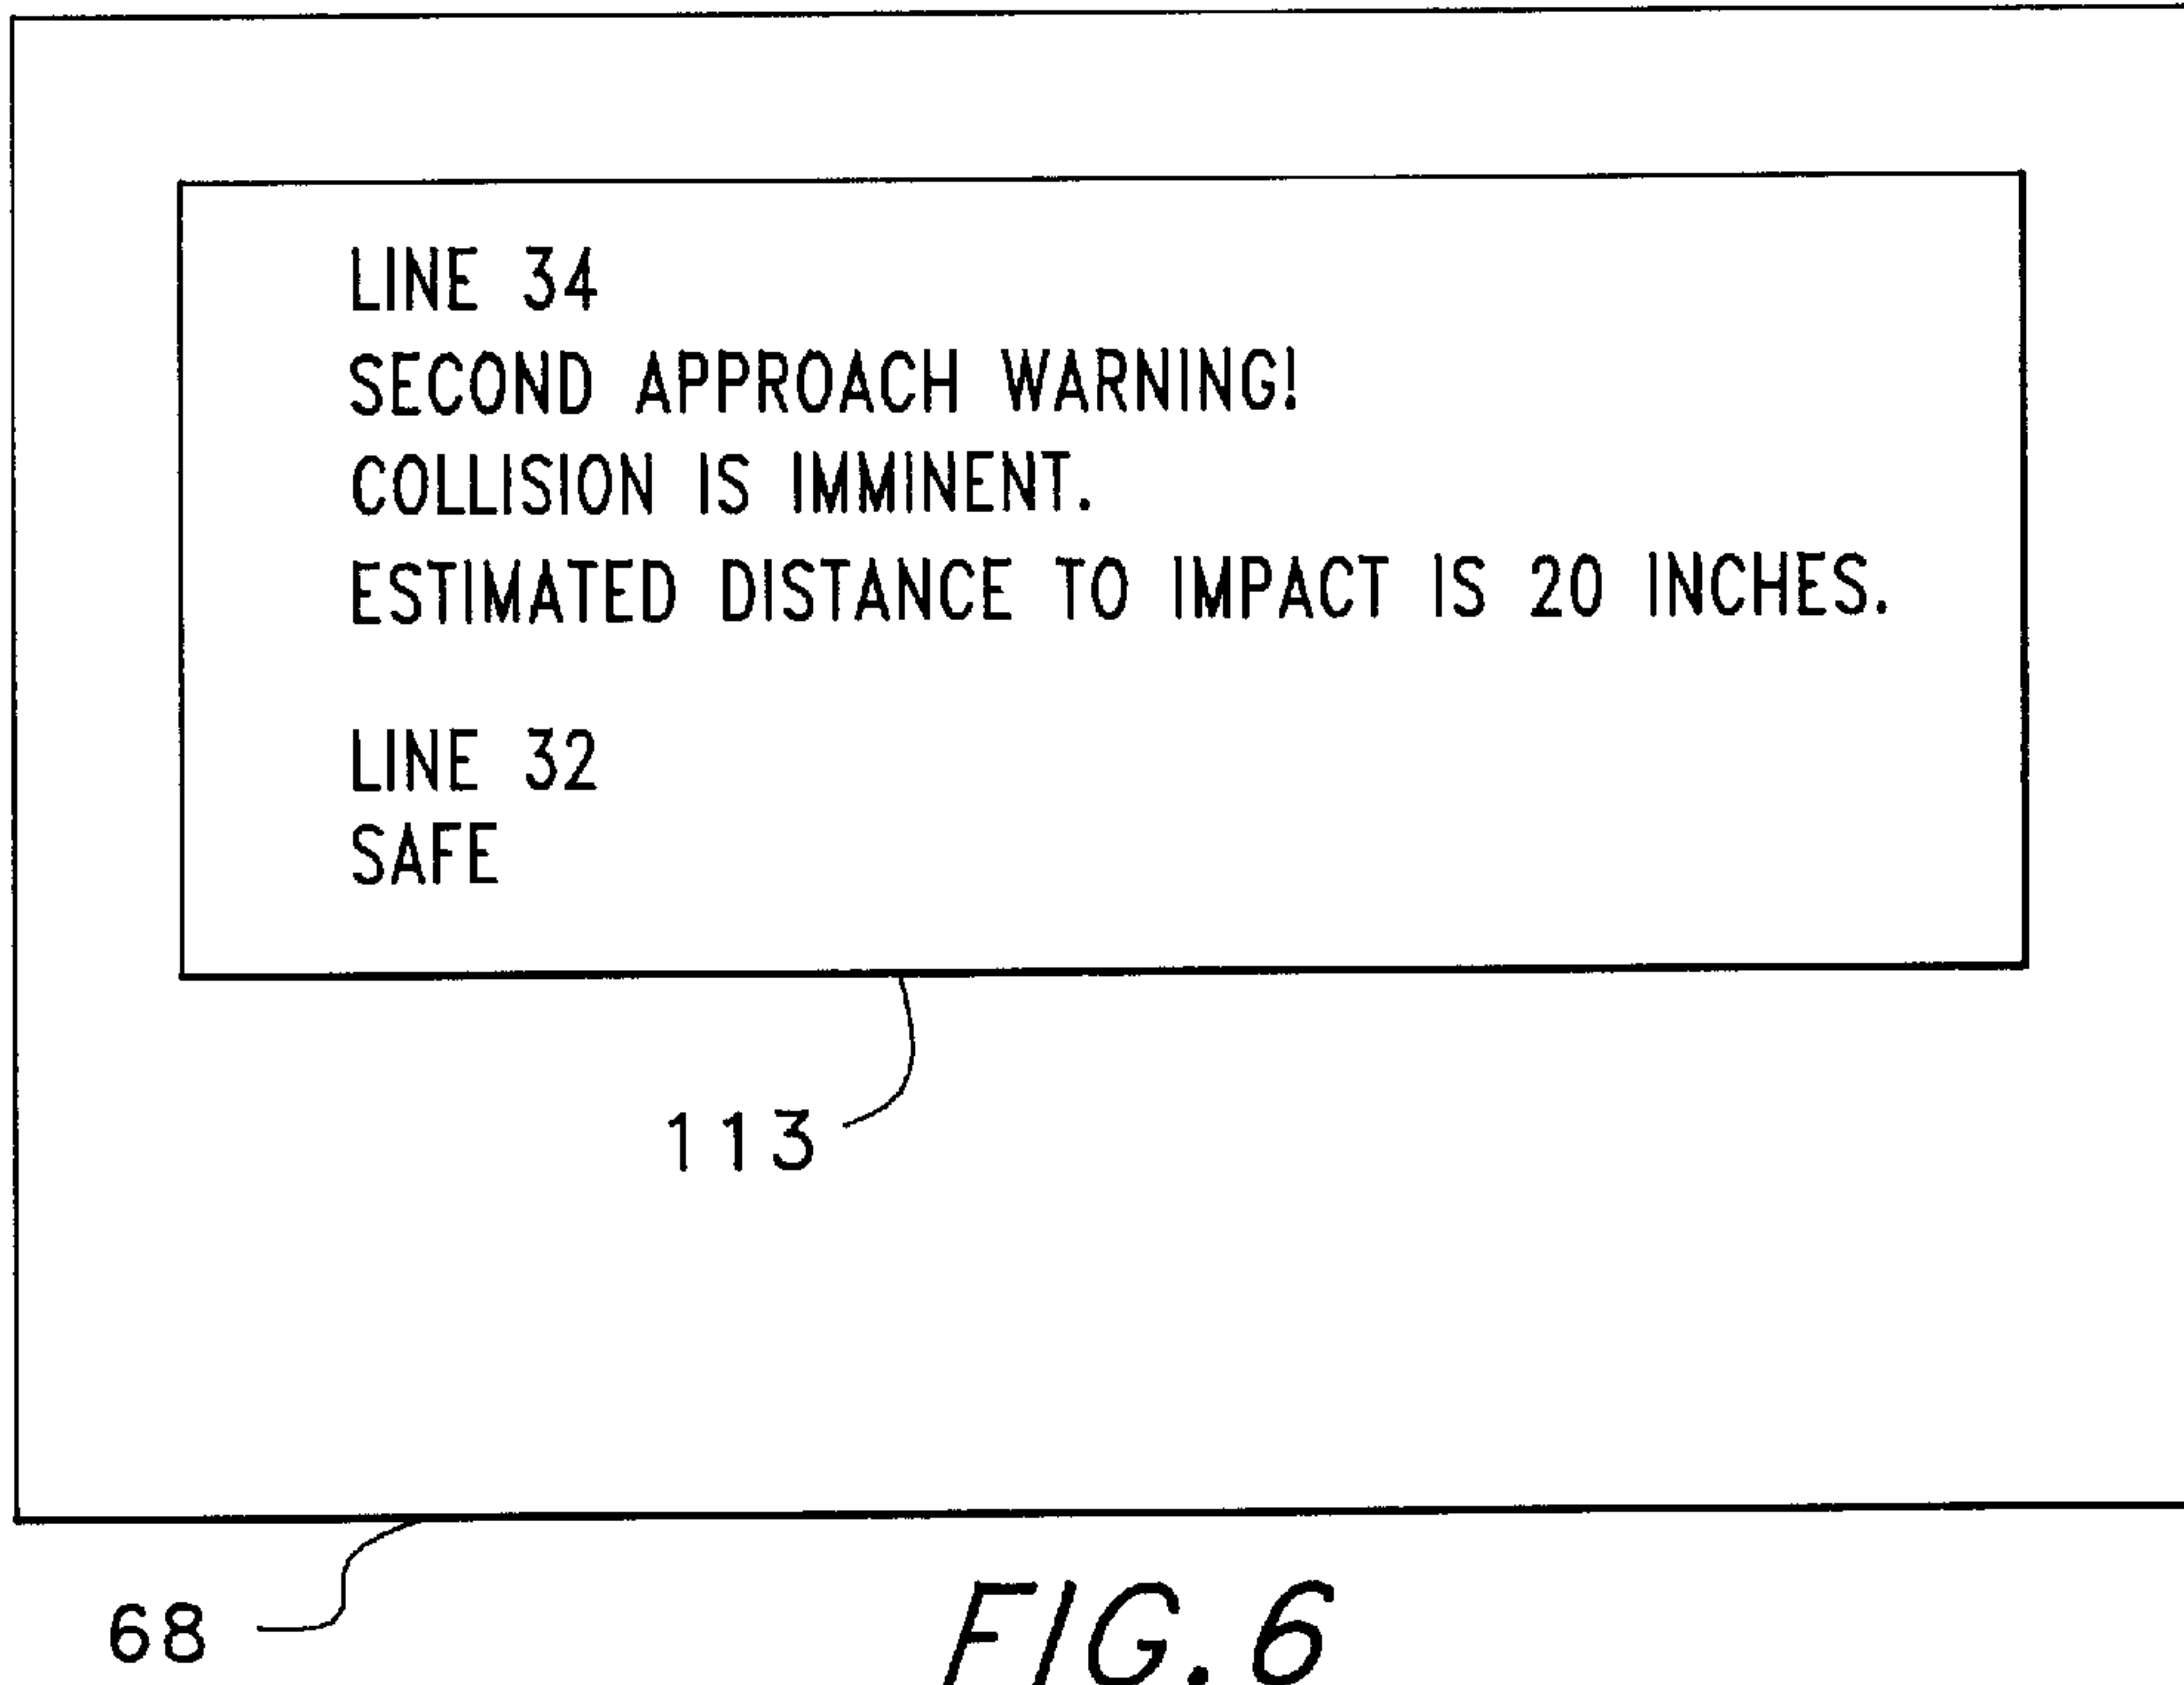 LINE 34
SECOND APPROACH WARNING!
COLLISION IS IMMINENT.
ESTIMATED DISTANCE TO IMPACT IS 20 INCHES.
LINE 32
SAFE
113
68
FIG.6